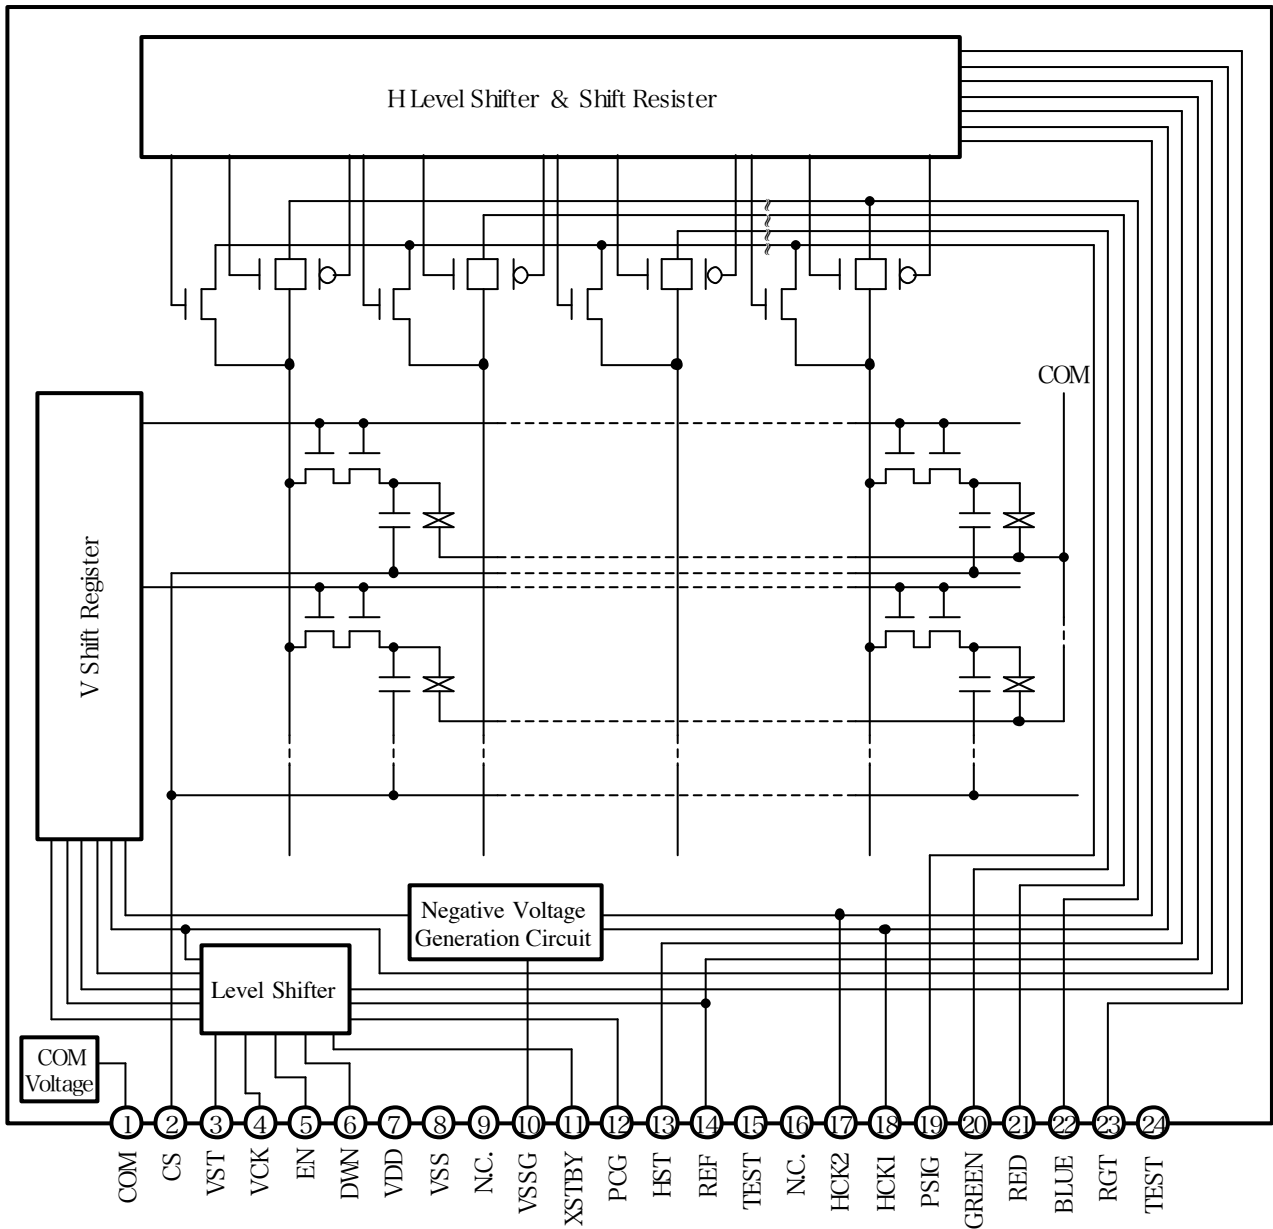 H Level Shifter & Shift Resister
COM
V Shift Register
Negative Voltage
Generation Circuit
Level Shifter
COM
Voltage
1 2 3 4 5 6 7 8 9 10 11 12 13 14 15 16 17 18 19 20 21 22 23 24
COM
CS
VST
VCK
EN
DWN
VDD
VSS
N.C.
VSSG
XSTBY
PCG
HST
REF
TEST
N.C.
HCK2
HCK1
PSIG
GREEN
RED
BLUE
RGT
TEST